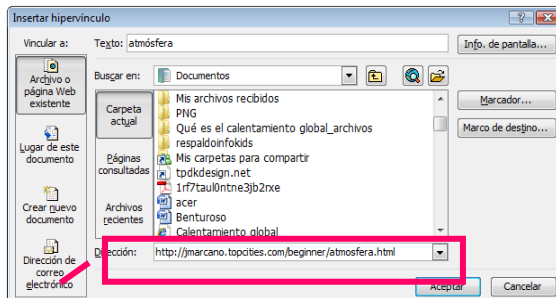 Insertar hipervínculo
Vincular a:
Texto: atmósfera
Info. de pantalla...
Archivo o
página Web
existente
Lugar de este
documento
Crear nuevo
documento
Dirección de
correo
electrónico
Buscar en: Documentos
Carpeta
actual
Páginas
consultadas
Archivos
recientes
Mis archivos recibidos
PNG
Qué es el calentamiento global_archivos
respaldoinfokids
Mis carpetas para compartir
tpdkdesign.net
1rf7taul0ntne3jb2rxe
acer
Benturoso
Calentamiento global
Marcador...
Marco de destino...
Dirección: http://jmarcano.topcities.com/beginner/atmosfera.html
Aceptar
Cancelar